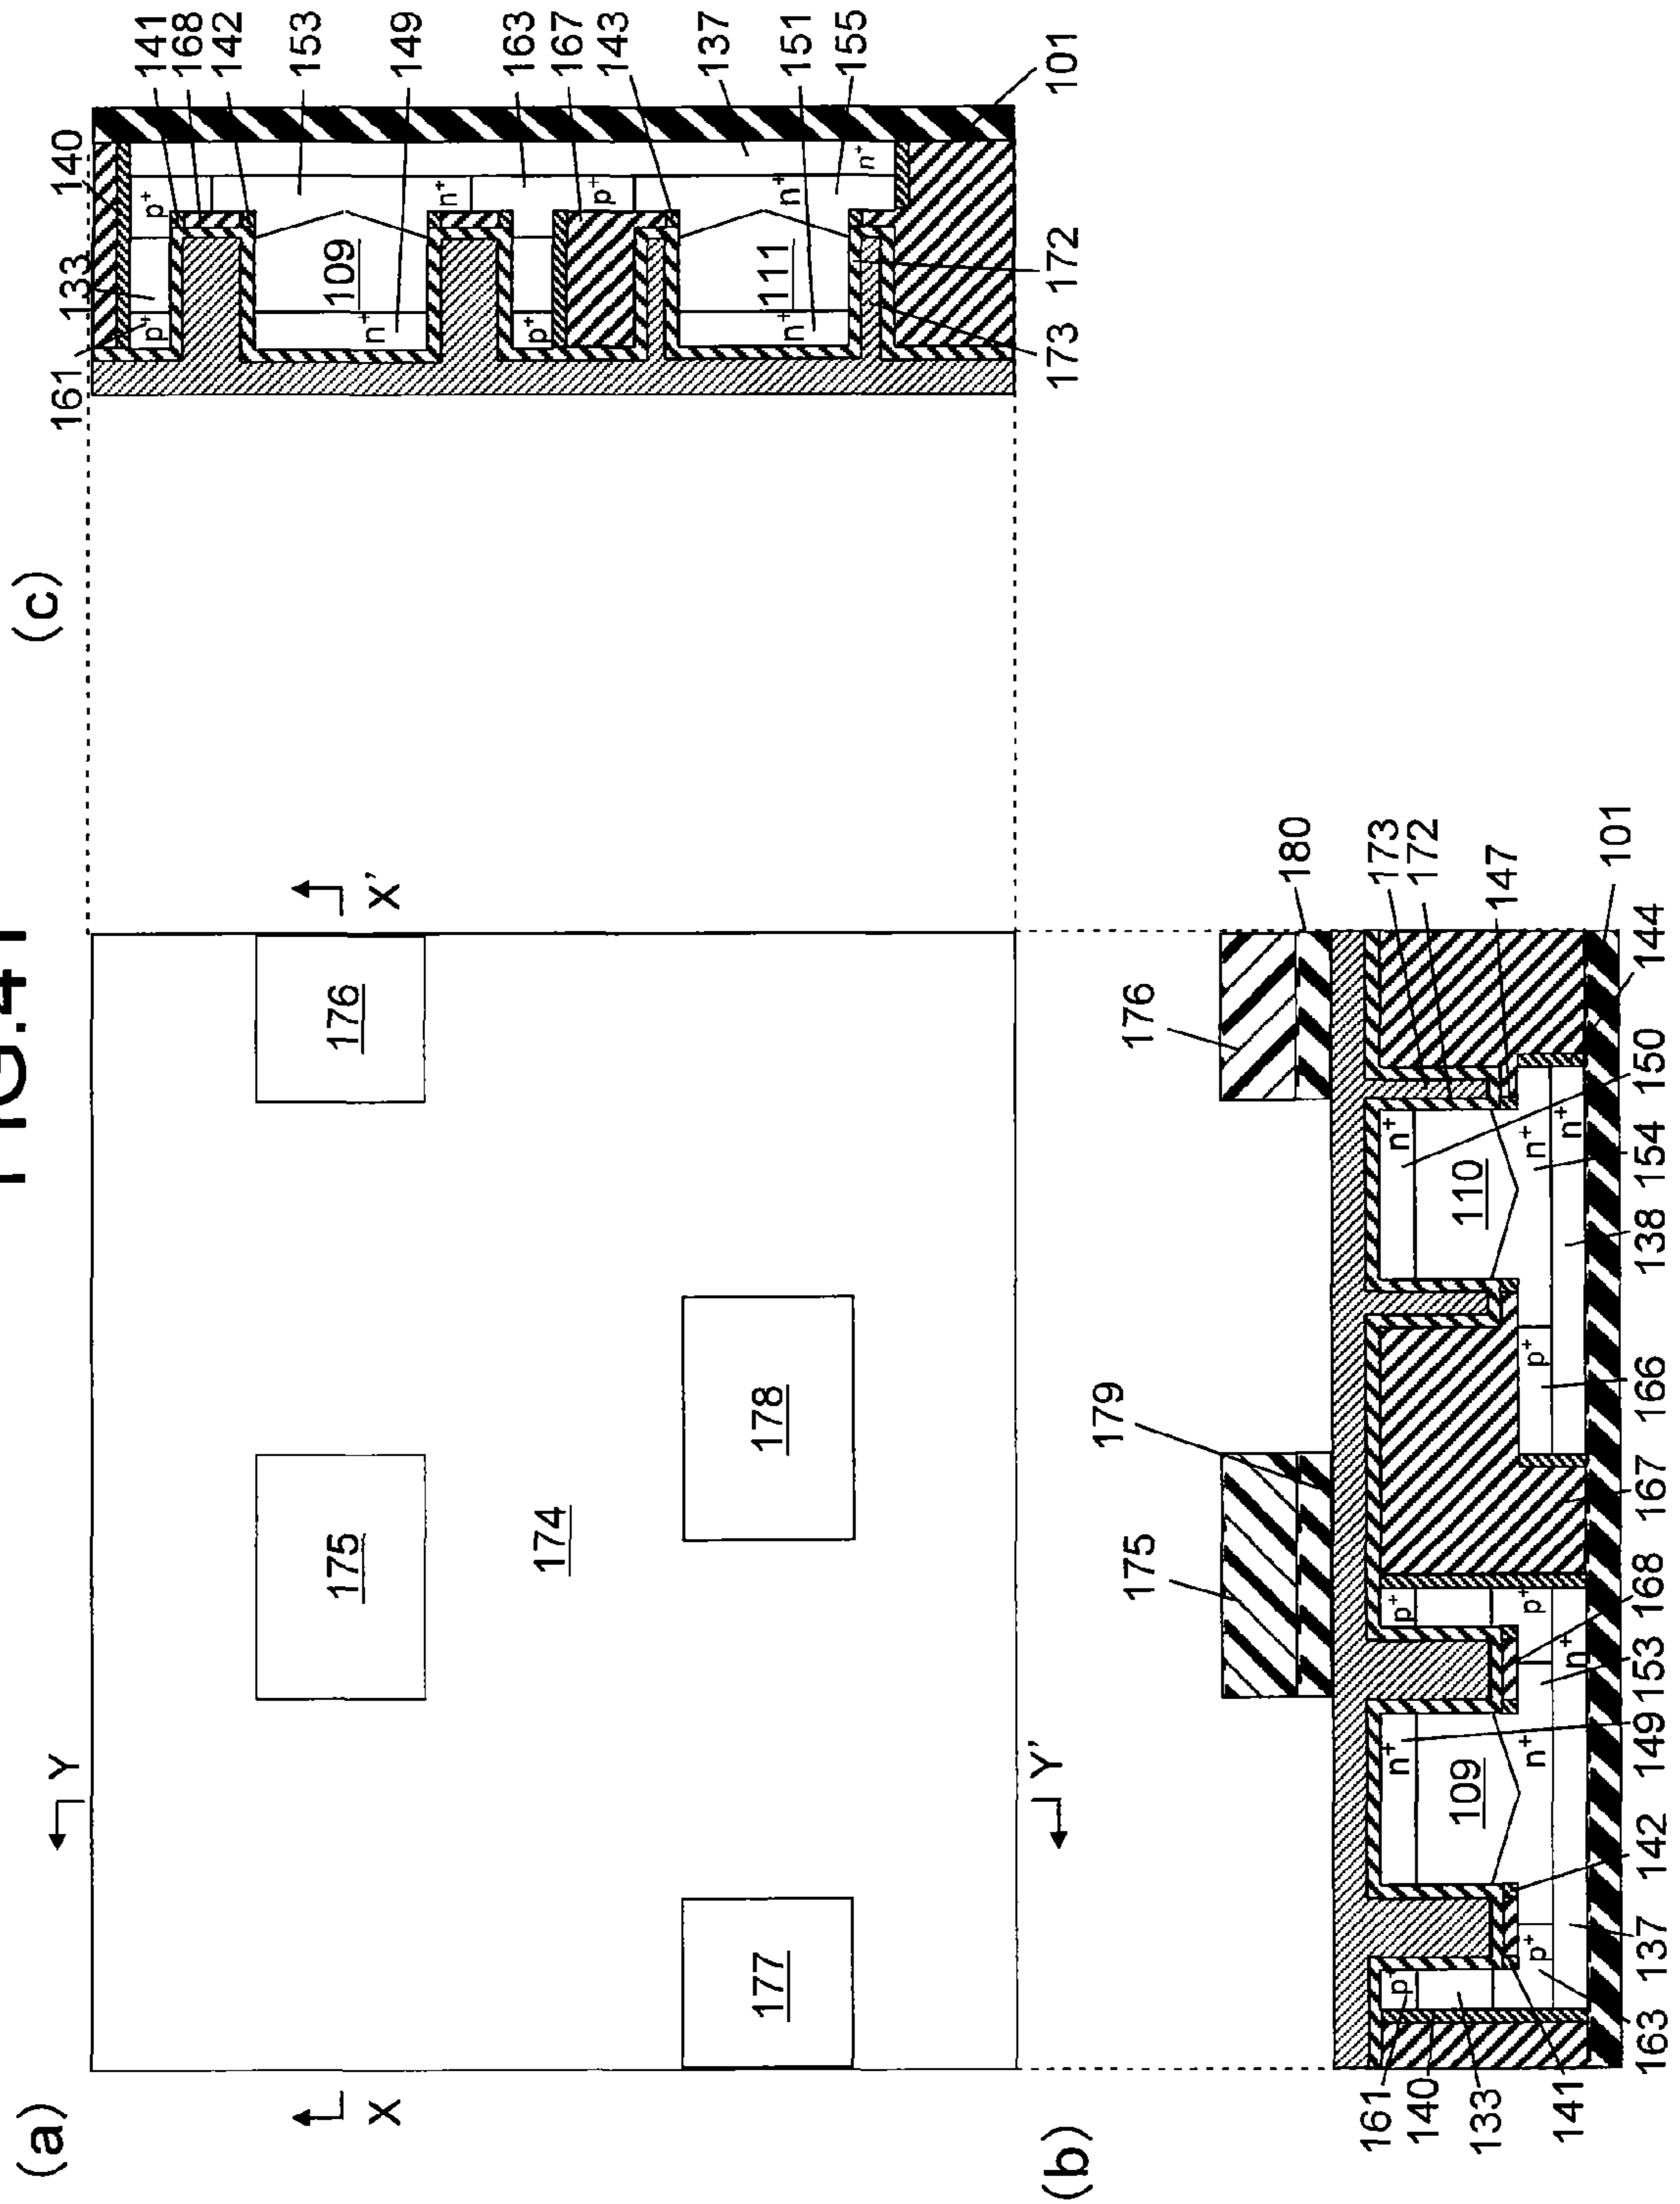 FIG.41
(a)
X
X'
Y
Y'
175
176
174
177
178
(b)
175
179
176
180
173
172
147
101
144
150
154
138
166
167
168
153
149
142
137
163
141
133
140
161
p
p+
n+
109
n+
n+
p+
p+
n+
110
n+
n+
p+
(c)
161
133
140
141
168
142
153
149
163
167
143
137
151
155
101
172
173
p+
p+
109
n+
n+
p+
p+
111
n+
n+
n+